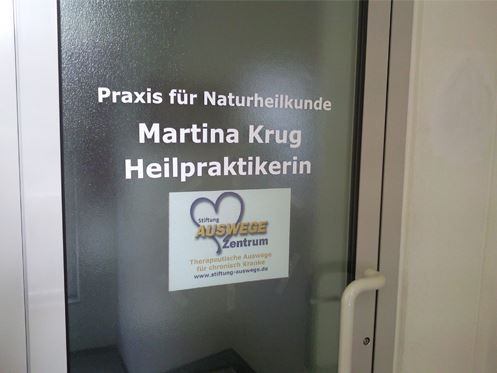 Praxis für Naturheilkunde
Martina Krug
Heilpraktikerin
Stiftung
AUSWEGE
Zentrum
Therapeutische Auswege
für chronisch Kranke
www.stiftung-auswege.de